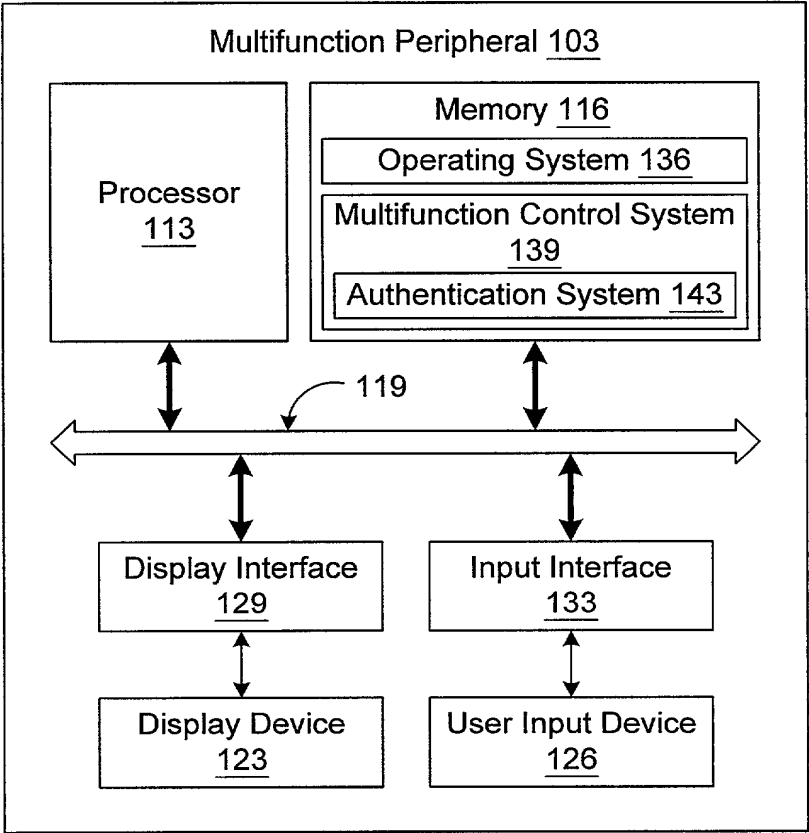 Multifunction Peripheral 103
Processor
113
Memory 116
Operating System 136
Multifunction Control System
139
Authentication System 143
119
Display Interface
129
Input Interface
133
Display Device
123
User Input Device
126